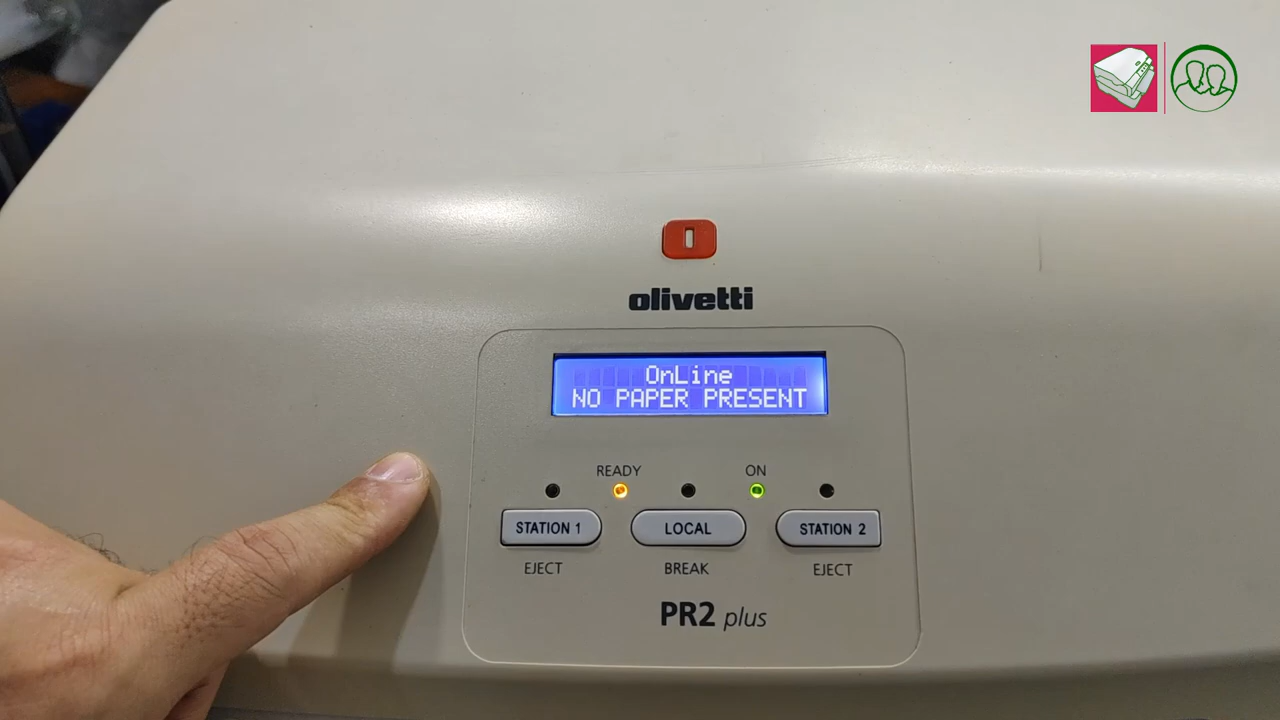 olivetti
OnLine
NO PAPER PRESENT
READY ON
STATION 1 LOCAL STATION 2
EJECT BREAK EJECT
PR2 plus